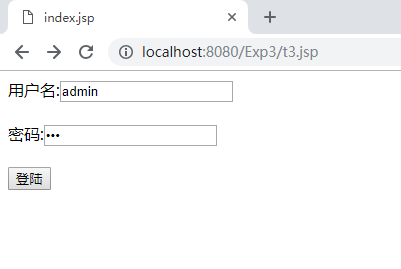 index.jsp
localhost:8080/Exp3/t3.jsp
用户名:admin
密码:•••
登陆